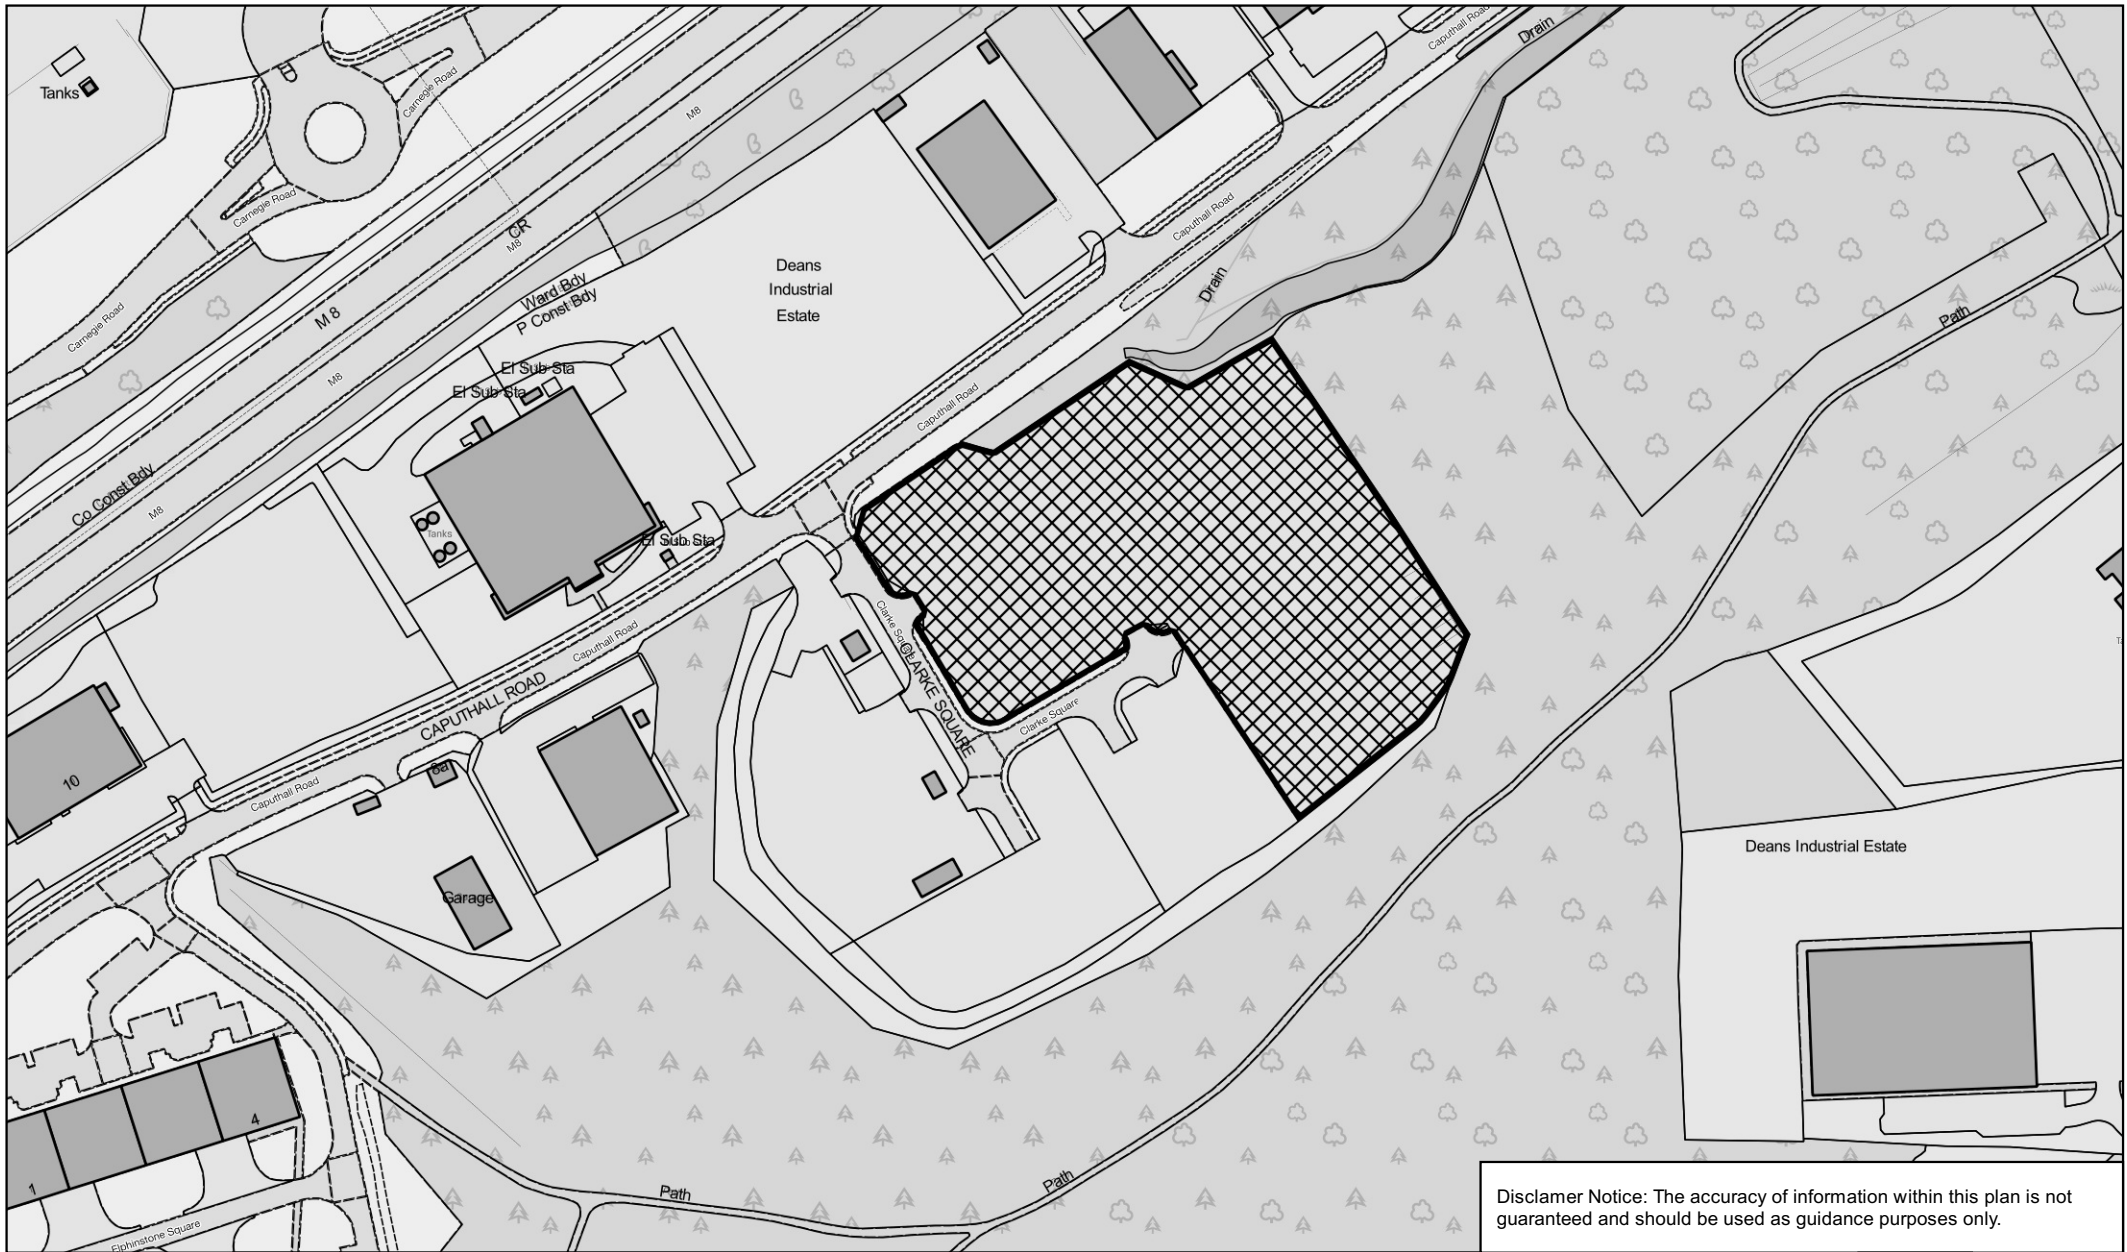 Drain
Caputhall Road
Tanks
Carnegie Road
M8
Carnegie Road
CR
M8
Caputhall Road
Deans
Industrial
Estate
Drain
Ward Bdy
P Const Bdy
M 8
Carnegie Road
Path
El Sub Sta
El Sub Sta
M8
Caputhall Road
Co Const Bdy
M8
Tanks
El Sub Sta
Clarke Square
Caputhall Road
CLARKE SQUARE
CAPUTHALL ROAD
Clarke Square
8a
10
Caputhall Road
Deans Industrial Estate
Garage
4
1
Path
Path
Elphinstone Square
Disclamer Notice: The accuracy of information within this plan is not
guaranteed and should be used as guidance purposes only.